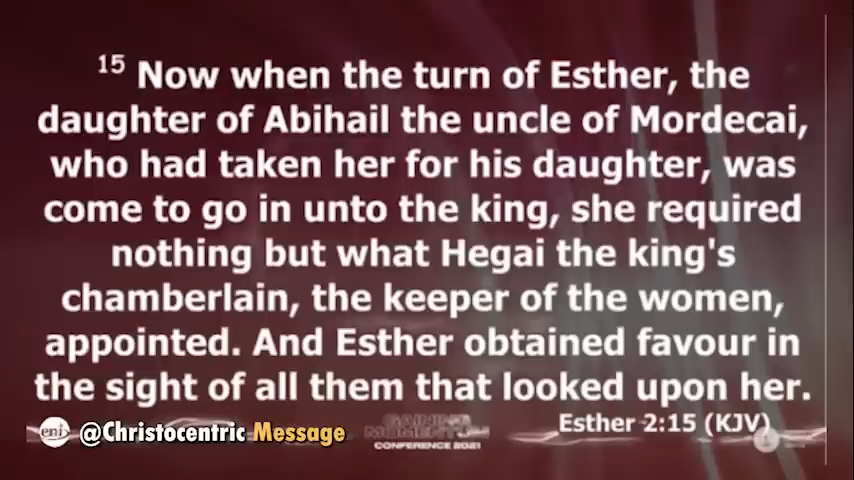 15 Now when the turn of Esther, the
daughter of Abihail the uncle of Mordecai,
who had taken her for his daughter, was
come to go in unto the king, she required
nothing but what Hegai the king's
chamberlain, the keeper of the women,
appointed. And Esther obtained favour in
the sight of all them that looked upon her.
Esther 2:15 (KJV)
eni @Christocentric Message
GAINING
MOMENTUM
CONFERENCE 2021